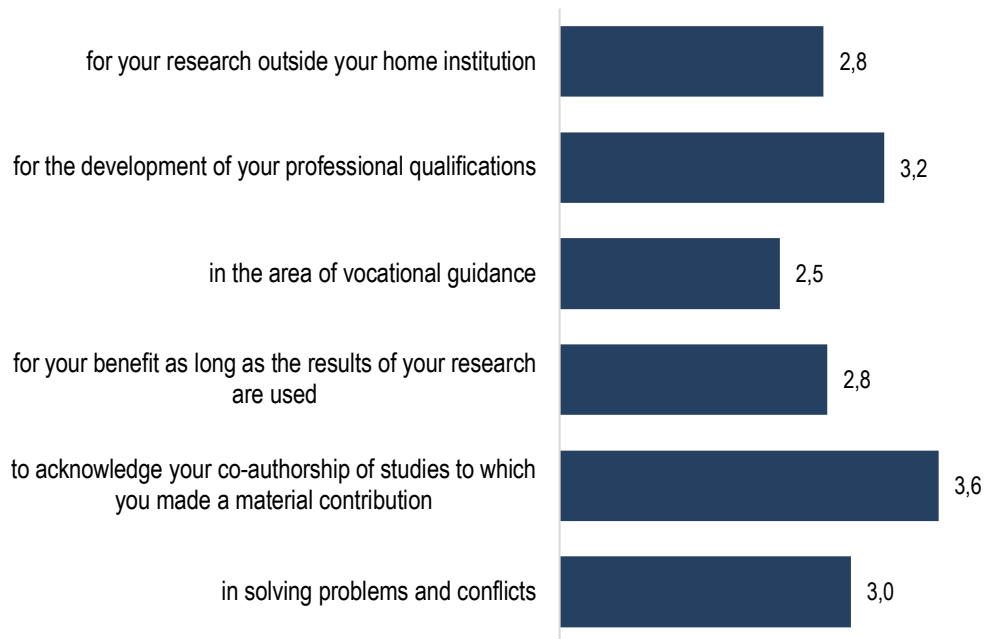 for your research outside your home institution
2,8
for the development of your professional qualifications
3,2
in the area of vocational guidance
2,5
for your benefit as long as the results of your research
are used
2,8
to acknowledge your co-authorship of studies to which
you made a material contribution
3,6
in solving problems and conflicts
3,0